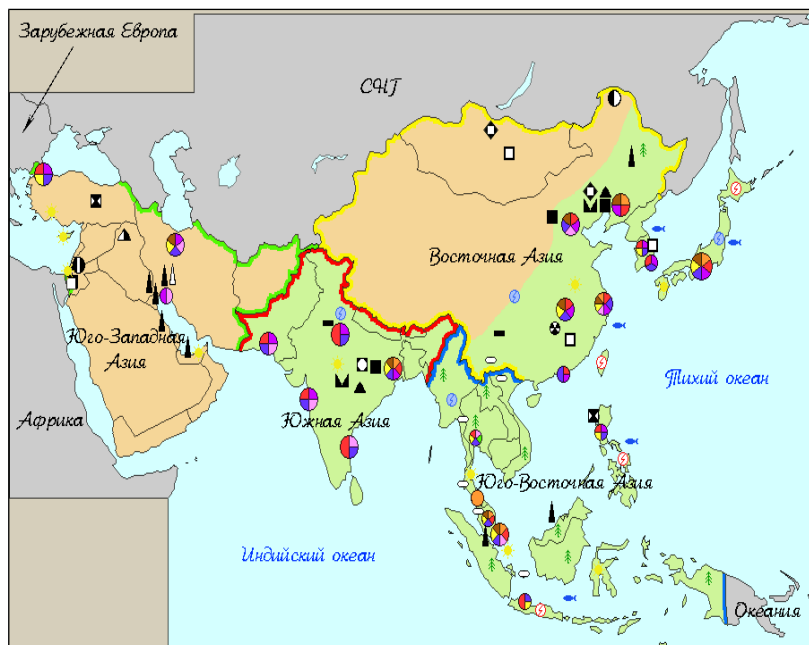 Зарубежная Европа
СНГ
Восточная Азия
Юго-Западная
Азия
Тихий океан
Африка
Южная Азия
Юго-Восточная Азия
Индийский океан
Океания